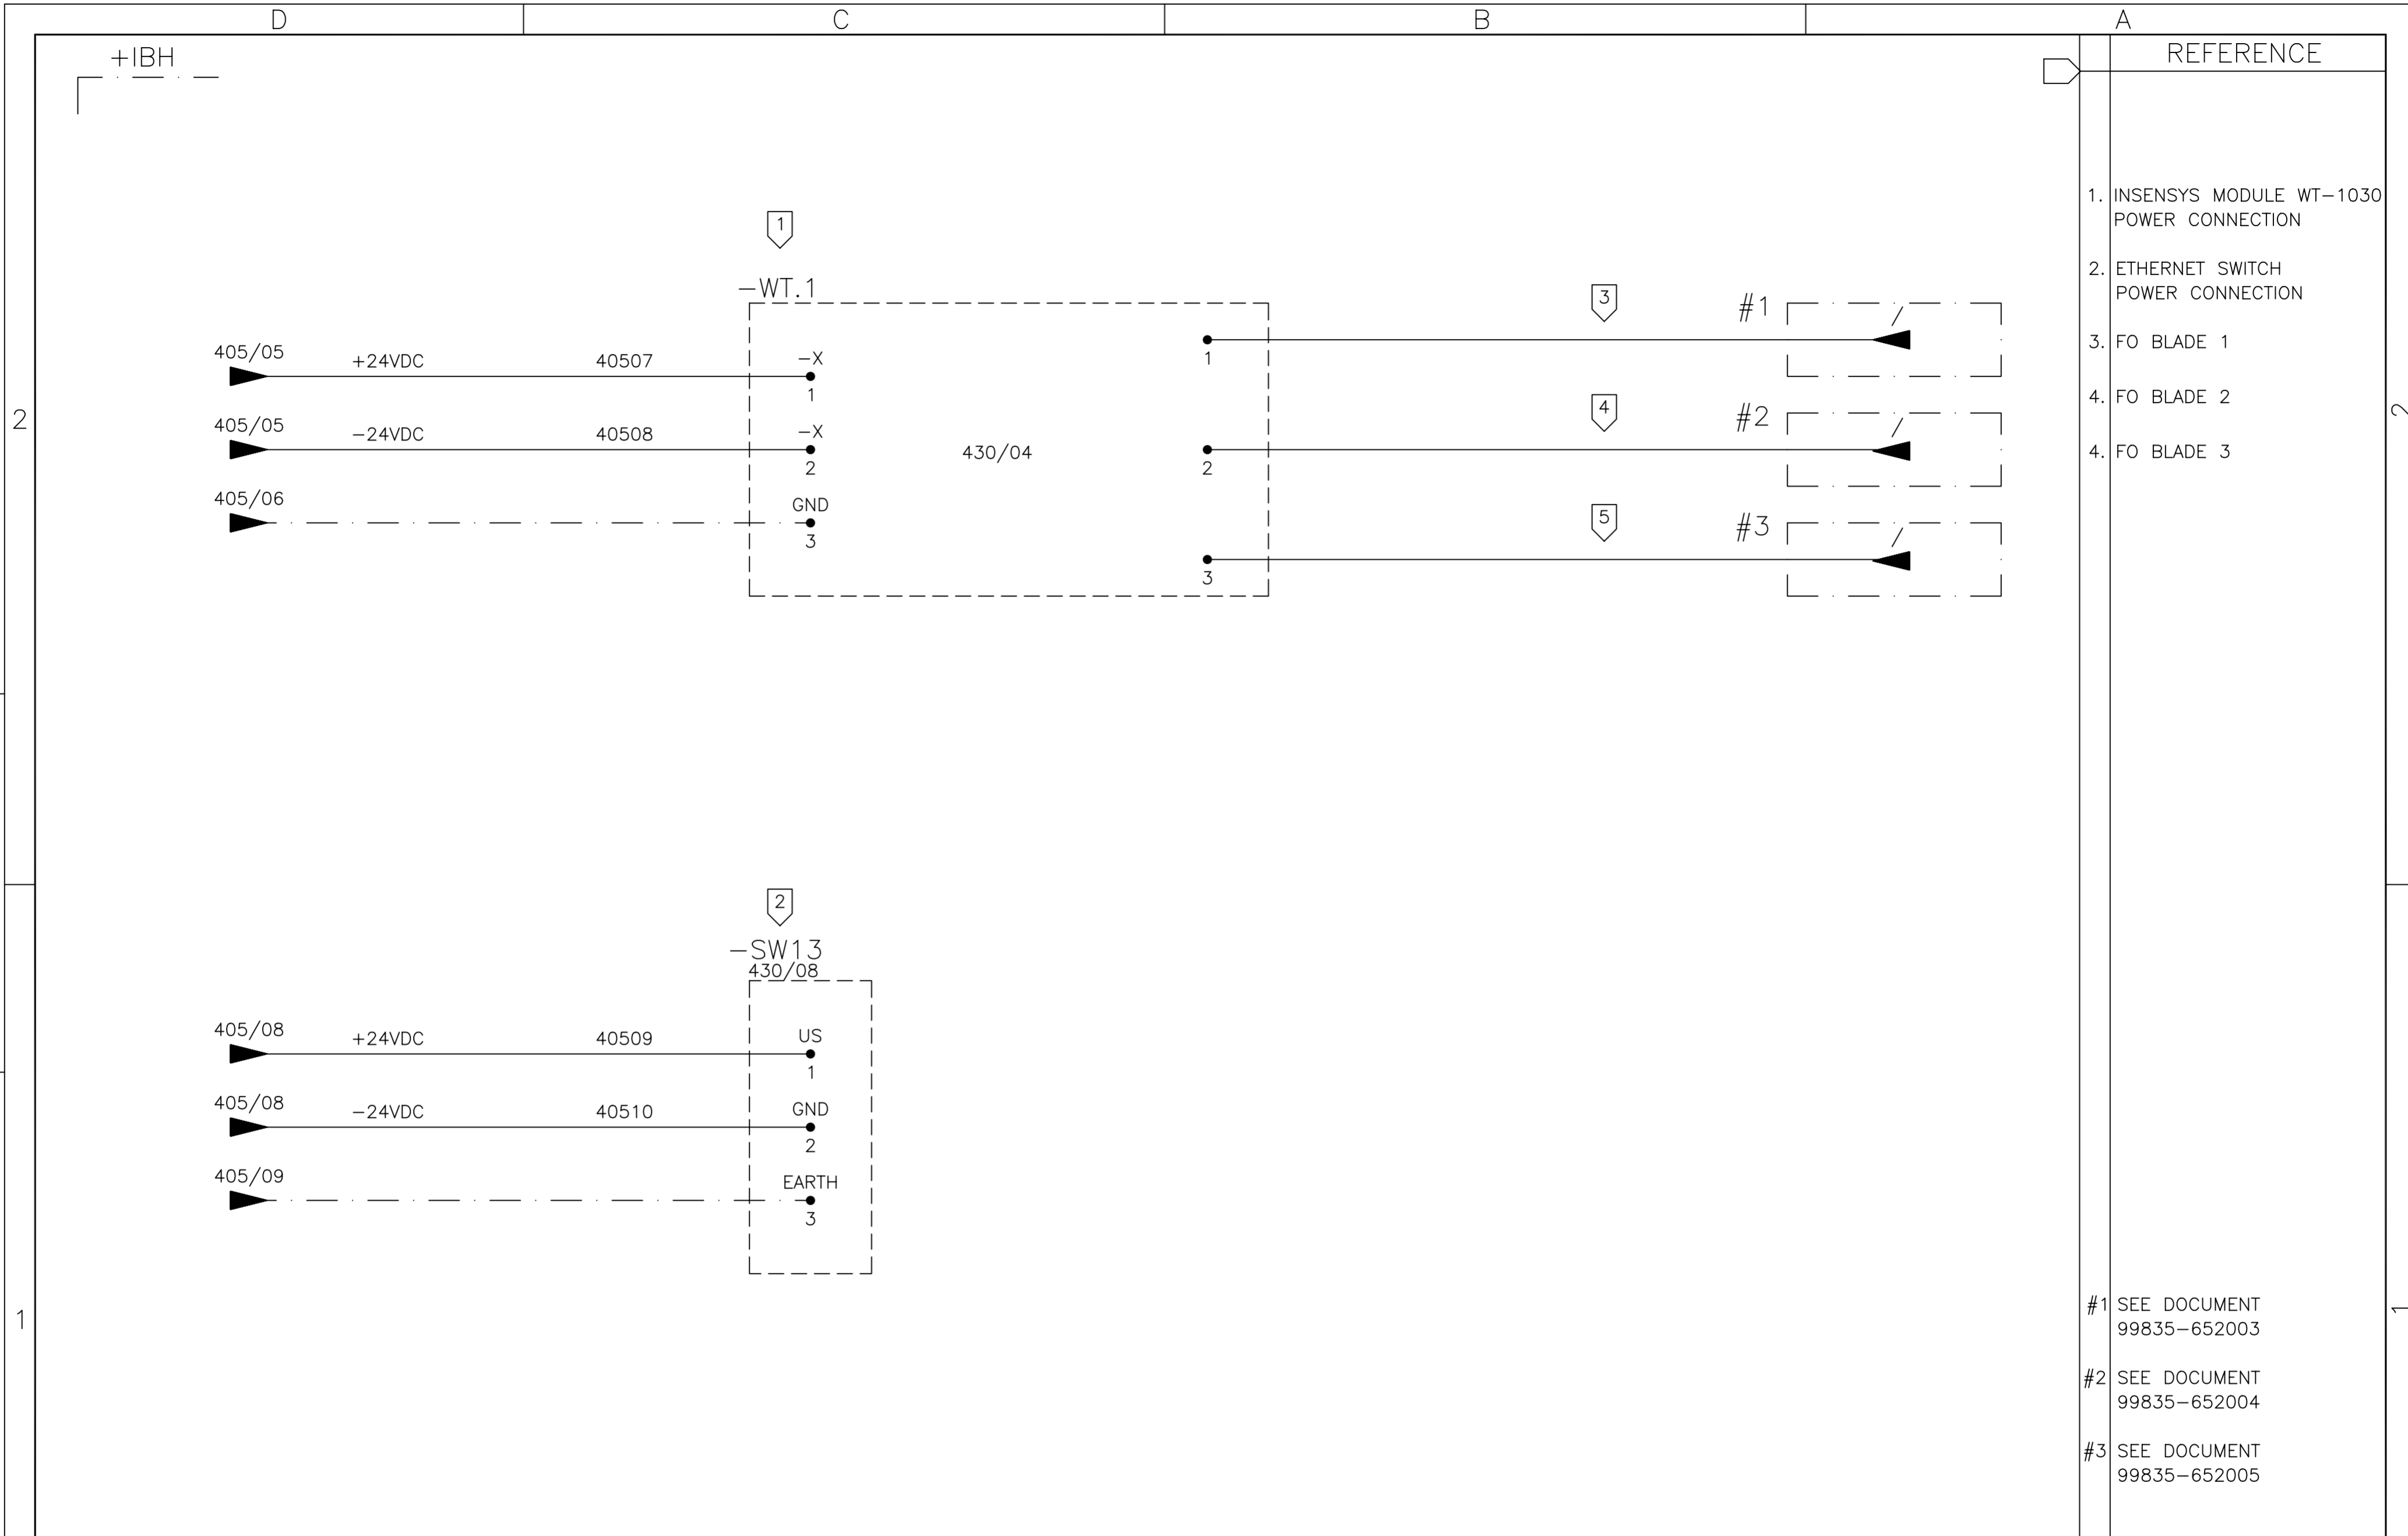 D C B A
+IBH
REFERENCE
1. INSENSYS MODULE WT-1030
POWER CONNECTION
2. ETHERNET SWITCH
POWER CONNECTION
3. FO BLADE 1
4. FO BLADE 2
4. FO BLADE 3
1
-WT.1
3
#1
/
405/05 +24VDC 40507 -X
1
1
2
4
#2
/
405/05 -24VDC 40508 -X
2
430/04
2
2
405/06 GND
3
5
#3
/
3
2
-SW13
430/08
405/08 +24VDC 40509 US
1
405/08 -24VDC 40510 GND
2
405/09 EARTH
3
1
1
#1 SEE DOCUMENT
99835-652003
#2 SEE DOCUMENT
99835-652004
#3 SEE DOCUMENT
99835-652005